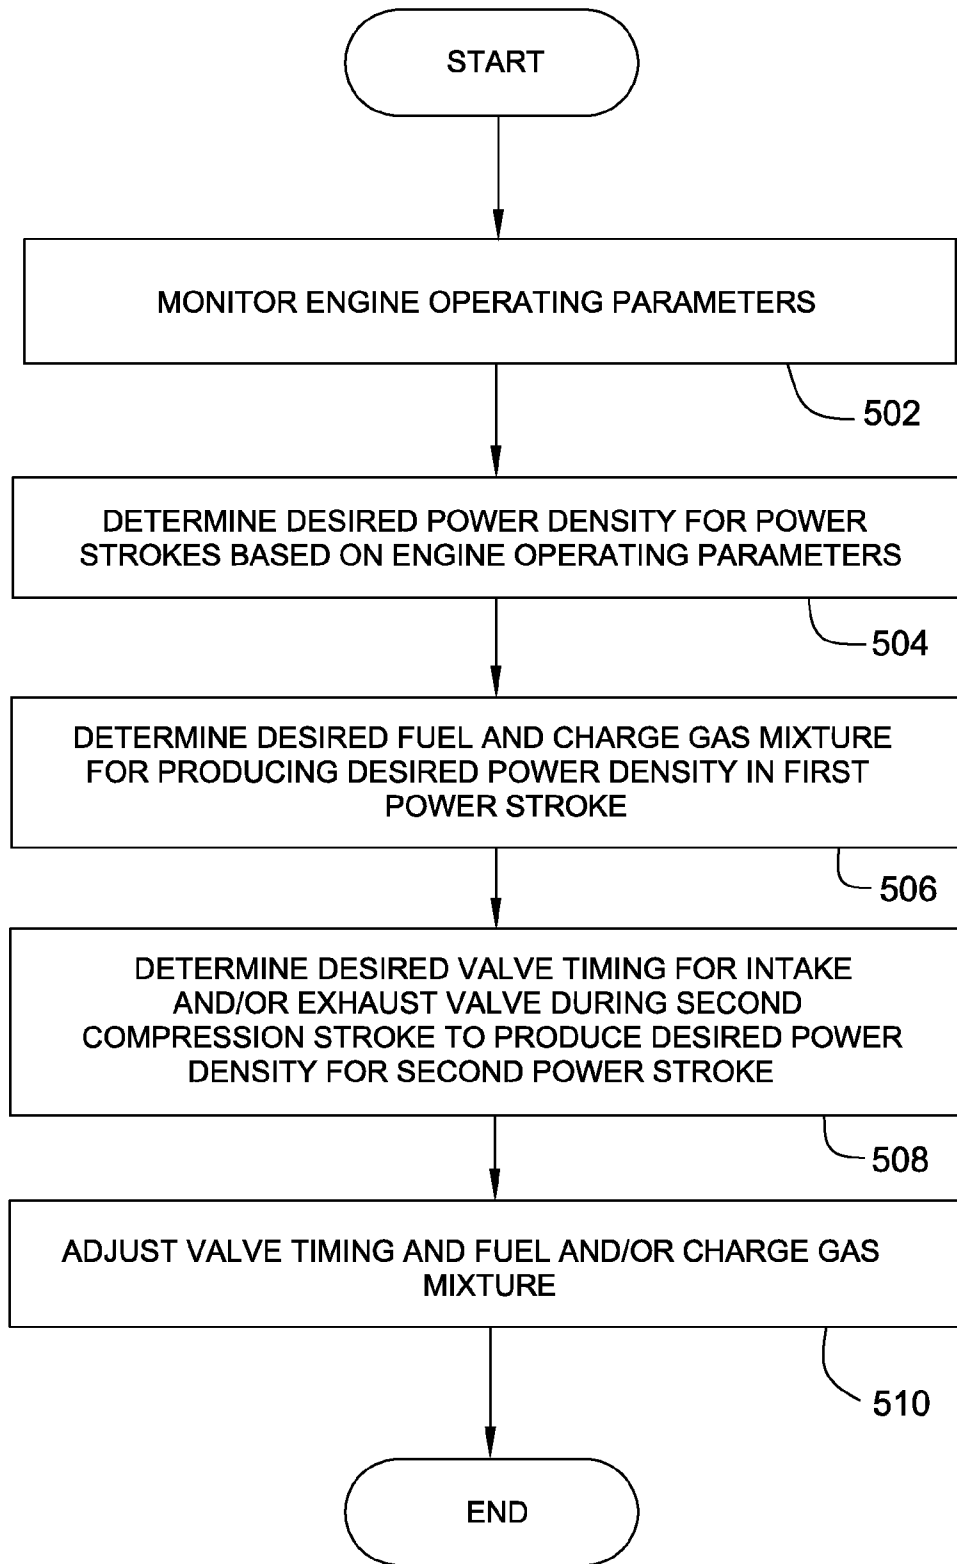 START
MONITOR ENGINE OPERATING PARAMETERS
502
DETERMINE DESIRED POWER DENSITY FOR POWER
STROKES BASED ON ENGINE OPERATING PARAMETERS
504
DETERMINE DESIRED FUEL AND CHARGE GAS MIXTURE
FOR PRODUCING DESIRED POWER DENSITY IN FIRST
POWER STROKE
506
DETERMINE DESIRED VALVE TIMING FOR INTAKE
AND/OR EXHAUST VALVE DURING SECOND
COMPRESSION STROKE TO PRODUCE DESIRED POWER
DENSITY FOR SECOND POWER STROKE
508
ADJUST VALVE TIMING AND FUEL AND/OR CHARGE GAS
MIXTURE
510
END